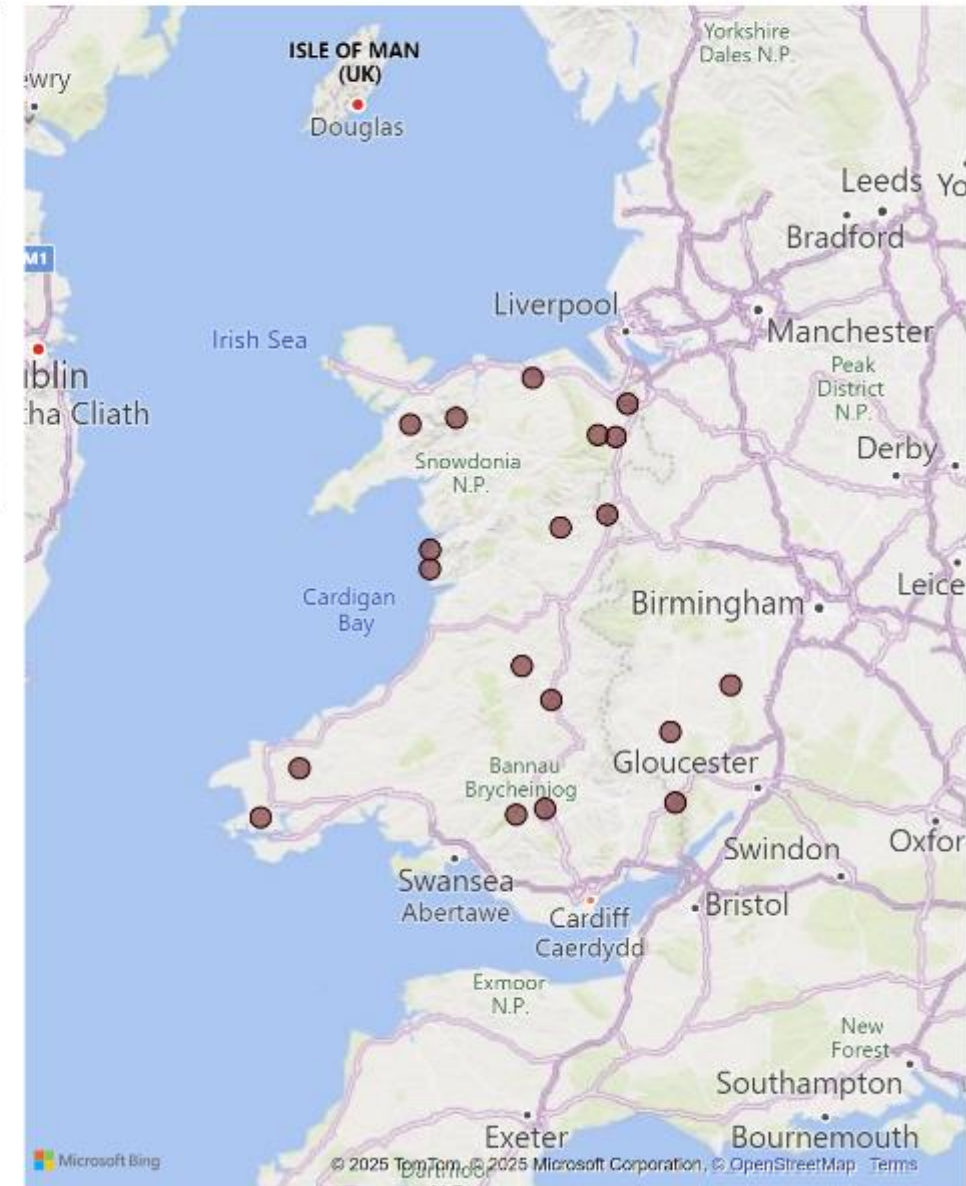 Yorkshire
Dales N.P.
ISLE OF MAN
(UK)
ewry
Douglas
Leeds
Yo
Bradford
M1
Liverpool
Manchester
Irish Sea
iblin
tha Cliath
Peak
District
N.P.
Derby
Snowdonia
N.P.
Leice
Cardigan
Bay
Birmingham
Bannau
Brycheiniog
Gloucester
Swindon
Oxfor
Swansea
Abertawe
Bristol
Cardiff
Caerdydd
Exmoor
N.P.
New
Forest
Southampton
Exeter
Bournemouth
Dartmoor
Microsoft Bing
© 2025 TomTom, © 2025 Microsoft Corporation, © OpenStreetMap Terms